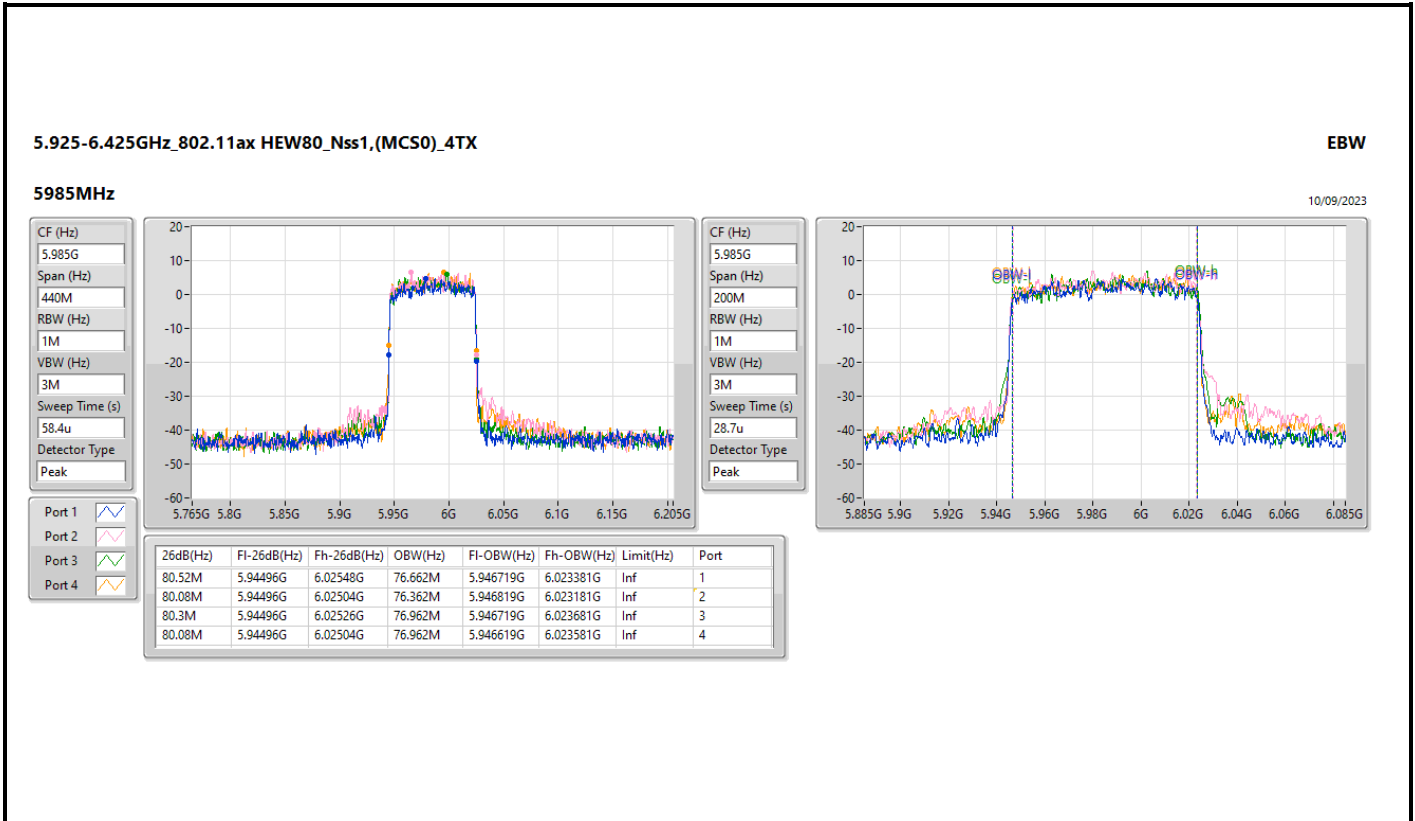 5.925-6.425GHz_802.11ax HEW80_Nss1,(MCS0)_4TX
EBW
5985MHz
10/09/2023
CF (Hz)
5.985G
Span (Hz)
440M
RBW (Hz)
1M
VBW (Hz)
3M
Sweep Time (s)
58.4u
Detector Type
Peak
20
10
0
-10
-20
-30
-40
-50
-60
5.765G 5.8G 5.85G 5.9G 5.95G 6G 6.05G 6.1G 6.15G 6.205G
CF (Hz)
5.985G
Span (Hz)
200M
RBW (Hz)
1M
VBW (Hz)
3M
Sweep Time (s)
28.7u
Detector Type
Peak
20
10
0
-10
-20
-30
-40
-50
-60
OBW-l OBW-h
5.885G 5.9G 5.92G 5.94G 5.96G 5.98G 6G 6.02G 6.04G 6.06G 6.085G
Port 1
Port 2
Port 3
Port 4
26dB(Hz) Fl-26dB(Hz) Fh-26dB(Hz) OBW(Hz) Fl-OBW(Hz) Fh-OBW(Hz) Limit(Hz) Port
80.52M 5.94496G 6.02548G 76.662M 5.946719G 6.023381G Inf 1
80.08M 5.94496G 6.02504G 76.362M 5.946819G 6.023181G Inf 2
80.3M 5.94496G 6.02526G 76.962M 5.946719G 6.023681G Inf 3
80.08M 5.94496G 6.02504G 76.962M 5.946619G 6.023581G Inf 4